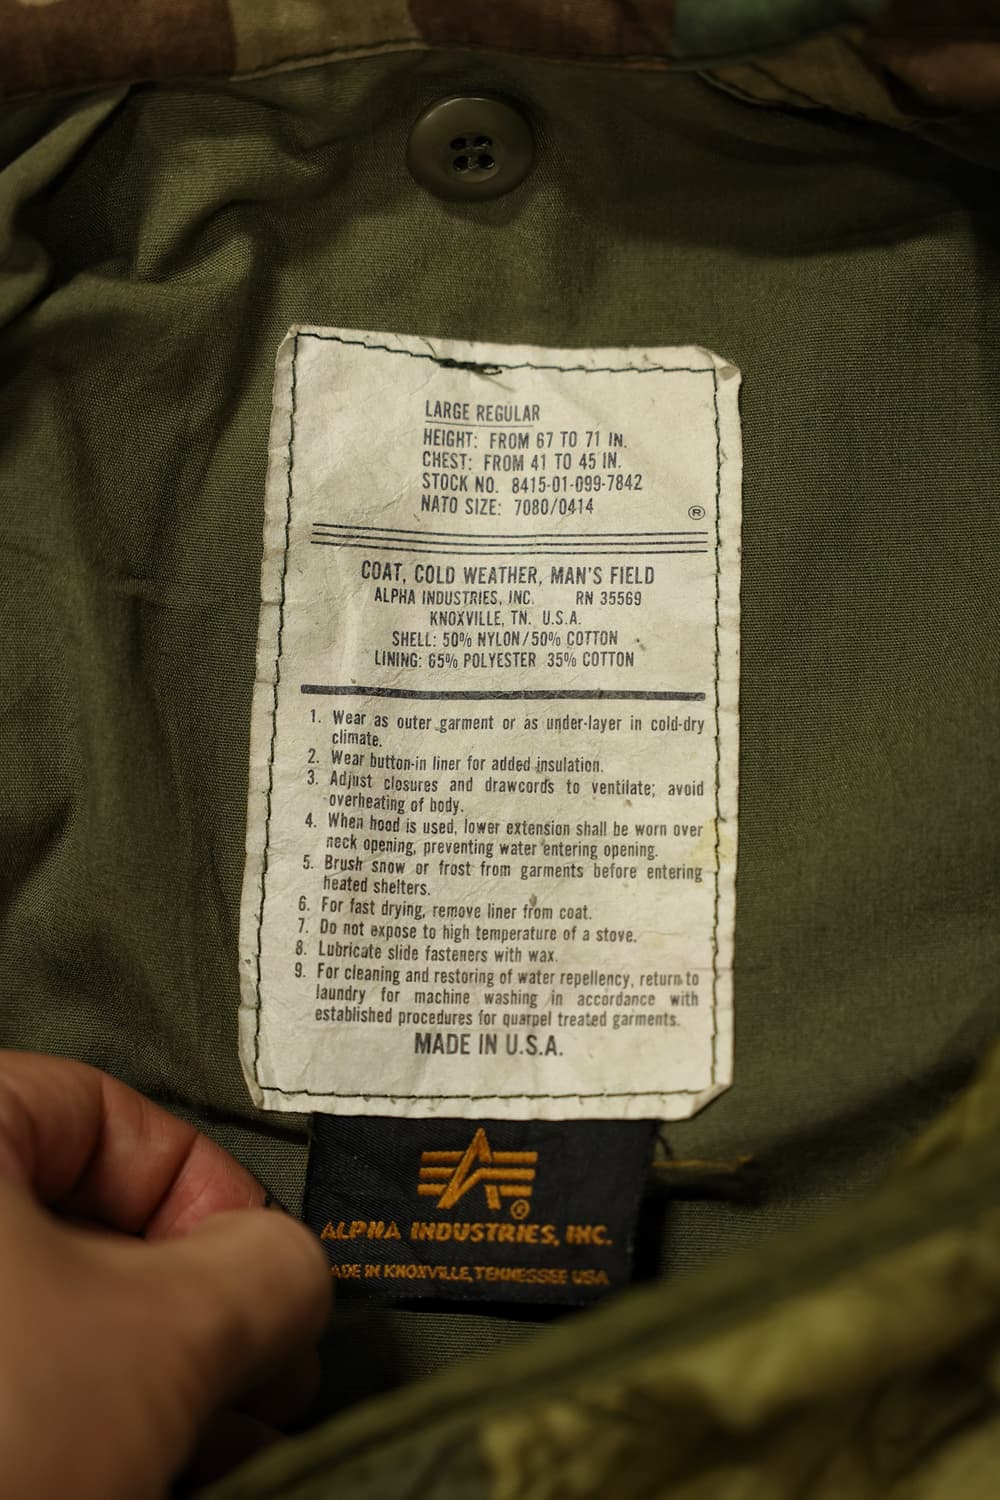 LARGE REGULAR
HEIGHT: FROM 67 TO 71 IN.
CHEST: FROM 41 TO 45 IN.
STOCK NO. 8415-01-099-7842
NATO SIZE: 7080/0414 ®
COAT, COLD WEATHER, MAN'S FIELD
ALPHA INDUSTRIES, INC. RN 35569
KNOXVILLE, TN. U.S.A.
SHELL: 50% NYLON/50% COTTON
LINING: 65% POLYESTER 35% COTTON
1. Wear as outer garment or as under-layer in cold-dry
climate.
2. Wear button-in liner for added insulation.
3. Adjust closures and drawcords to ventilate; avoid
overheating of body.
4. When hood is used, lower extension shall be worn over
neck opening, preventing water entering opening.
5. Brush snow or frost from garments before entering
heated shelters.
6. For fast drying, remove liner from coat.
7. Do not expose to high temperature of a stove.
8. Lubricate slide fasteners with wax.
9. For cleaning and restoring of water repellency, return to
laundry for machine washing in accordance with
established procedures for quarpel treated garments.
MADE IN U.S.A.
®
ALPHA INDUSTRIES, INC.
ADE IN KNOXVILLE, TENNESSEE USA